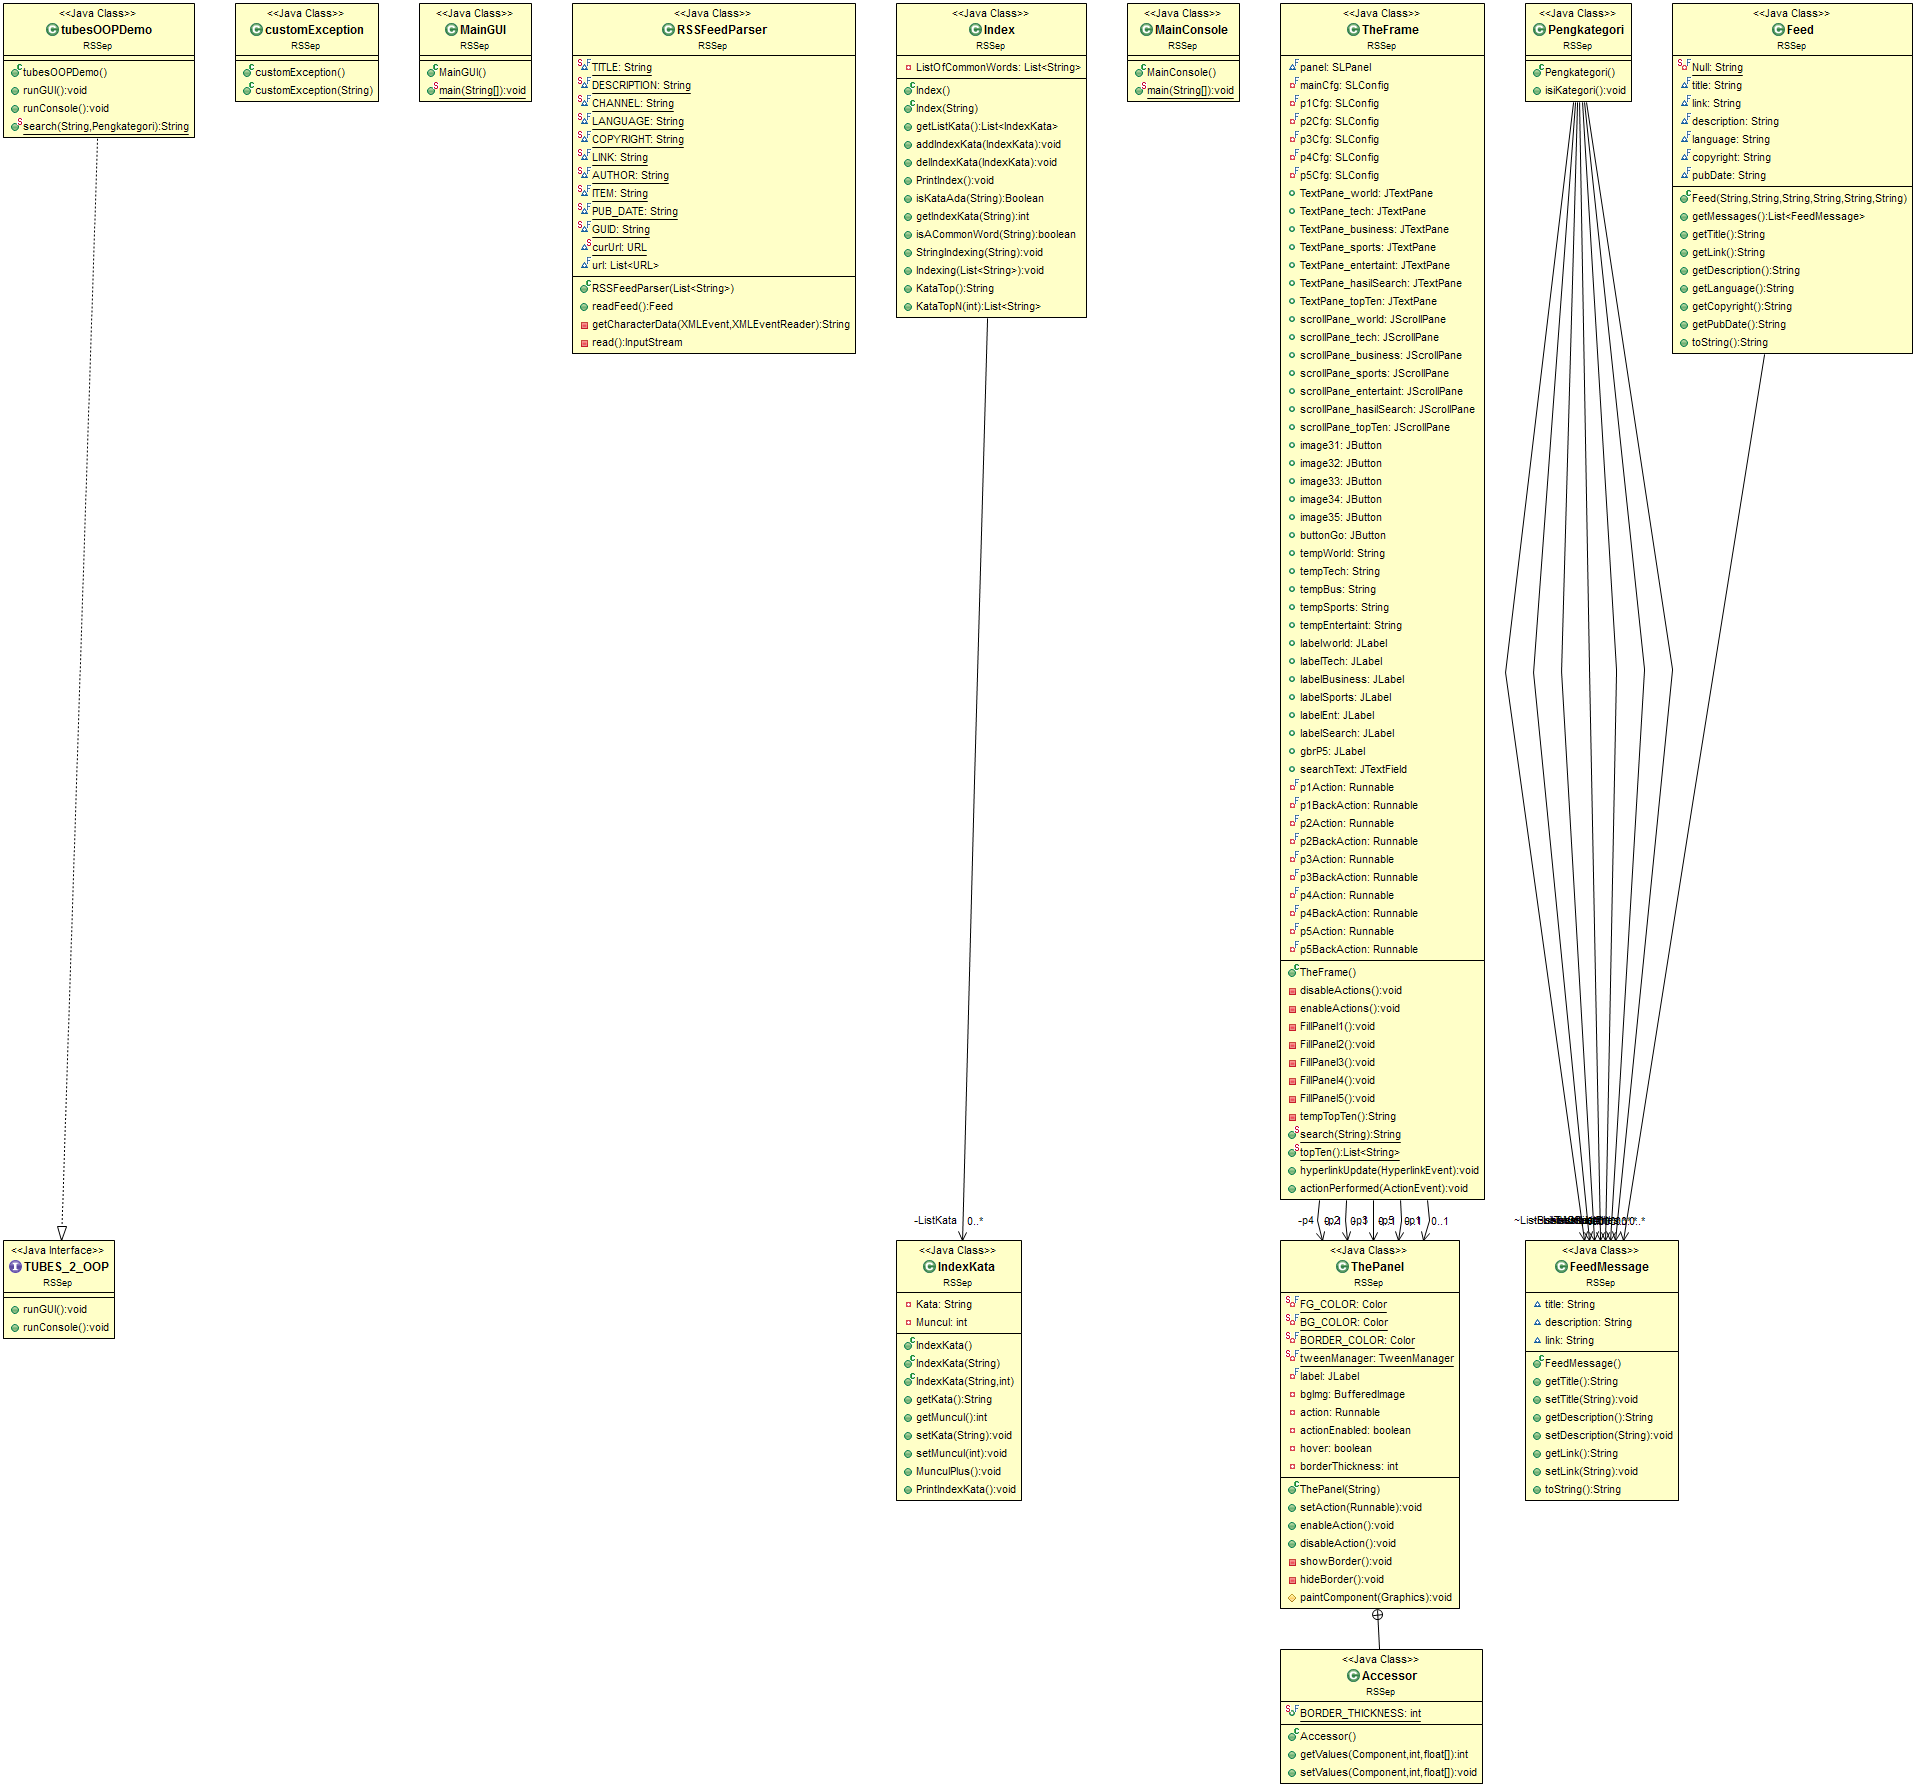 <<Java Class>>
tubesOOPDemo
RSSep
tubesOOPDemo()
runGUI():void
runConsole():void
search(String,Pengkategori):String
<<Java Class>>
customException
RSSep
customException()
customException(String)
<<Java Class>>
MainGUI
RSSep
MainGUI()
main(String[]):void
<<Java Class>>
RSSFeedParser
RSSep
TITLE: String
DESCRIPTION: String
CHANNEL: String
LANGUAGE: String
COPYRIGHT: String
LINK: String
AUTHOR: String
ITEM: String
PUB_DATE: String
GUID: String
curUrl: URL
url: List<URL>
RSSFeedParser(List<String>)
readFeed():Feed
getCharacterData(XMLEvent,XMLEventReader):String
read():InputStream
<<Java Class>>
Index
RSSep
ListOfCommonWords: List<String>
Index()
Index(String)
getListKata():List<IndexKata>
addIndexKata(IndexKata):void
delIndexKata(IndexKata):void
PrintIndex():void
isKataAda(String):Boolean
getIndexKata(String):int
isACommonWord(String):boolean
StringIndexing(String):void
Indexing(List<String>):void
KataTop():String
KataTopN(int):List<String>
<<Java Class>>
MainConsole
RSSep
MainConsole()
main(String[]):void
<<Java Class>>
TheFrame
RSSep
panel: SLPanel
mainCfg: SLConfig
p1Cfg: SLConfig
p2Cfg: SLConfig
p3Cfg: SLConfig
p4Cfg: SLConfig
p5Cfg: SLConfig
TextPane_world: JTextPane
TextPane_tech: JTextPane
TextPane_business: JTextPane
TextPane_sports: JTextPane
TextPane_entertaint: JTextPane
TextPane_hasilSearch: JTextPane
TextPane_topTen: JTextPane
scrollPane_world: JScrollPane
scrollPane_tech: JScrollPane
scrollPane_business: JScrollPane
scrollPane_sports: JScrollPane
scrollPane_entertaint: JScrollPane
scrollPane_hasilSearch: JScrollPane
scrollPane_topTen: JScrollPane
image31: JButton
image32: JButton
image33: JButton
image34: JButton
image35: JButton
buttonGo: JButton
tempWorld: String
tempTech: String
tempBus: String
tempSports: String
tempEntertaint: String
labelworld: JLabel
labelTech: JLabel
labelBusiness: JLabel
labelSports: JLabel
labelEnt: JLabel
labelSearch: JLabel
gbrP5: JLabel
searchText: JTextField
p1Action: Runnable
p1BackAction: Runnable
p2Action: Runnable
p2BackAction: Runnable
p3Action: Runnable
p3BackAction: Runnable
p4Action: Runnable
p4BackAction: Runnable
p5Action: Runnable
p5BackAction: Runnable
TheFrame()
disableActions():void
enableActions():void
FillPanel1():void
FillPanel2():void
FillPanel3():void
FillPanel4():void
FillPanel5():void
tempTopTen():String
search(String):String
topTen():List<String>
hyperlinkUpdate(HyperlinkEvent):void
actionPerformed(ActionEvent):void
<<Java Class>>
Pengkategori
RSSep
Pengkategori()
isiKategori():void
<<Java Class>>
Feed
RSSep
Null: String
title: String
link: String
description: String
language: String
copyright: String
pubDate: String
Feed(String,String,String,String,String,String)
getMessages():List<FeedMessage>
getTitle():String
getLink():String
getDescription():String
getLanguage():String
getCopyright():String
getPubDate():String
toString():String
-ListKata 0..*
-p4
0..1
<<Java Interface>>
TUBES_2_OOP
RSSep
runGUI():void
runConsole():void
<<Java Class>>
IndexKata
RSSep
Kata: String
Muncul: int
IndexKata()
IndexKata(String)
IndexKata(String,int)
getKata():String
getMuncul():int
setKata(String):void
setMuncul(int):void
MunculPlus():void
PrintIndexKata():void
<<Java Class>>
ThePanel
RSSep
FG_COLOR: Color
BG_COLOR: Color
BORDER_COLOR: Color
tweenManager: TweenManager
label: JLabel
bgImg: BufferedImage
action: Runnable
actionEnabled: boolean
hover: boolean
borderThickness: int
ThePanel(String)
setAction(Runnable):void
enableAction():void
disableAction():void
showBorder():void
hideBorder():void
paintComponent(Graphics):void
<<Java Class>>
FeedMessage
RSSep
title: String
description: String
link: String
FeedMessage()
getTitle():String
setTitle(String):void
getDescription():String
setDescription(String):void
getLink():String
setLink(String):void
toString():String
<<Java Class>>
Accessor
RSSep
BORDER_THICKNESS: int
Accessor()
getValues(Component,int,float[]):int
setValues(Component,int,float[]):void